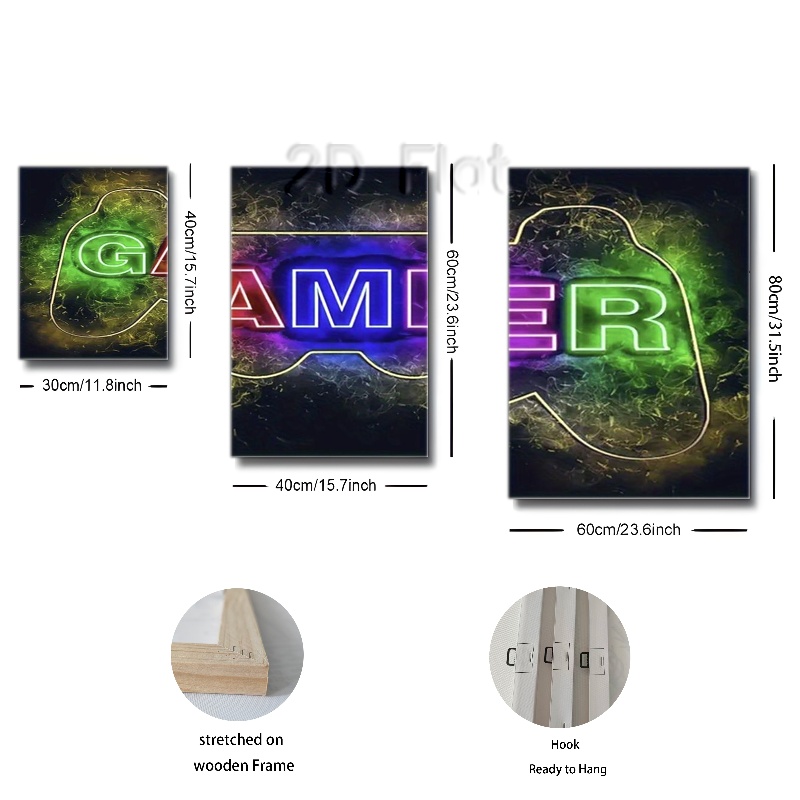 2D Flat
GA
AME
ER
40cm/15.7inch
60cm/23.6inch
80cm/31.5inch
30cm/11.8inch
40cm/15.7inch
60cm/23.6inch
stretched on
wooden Frame
Hook
Ready to Hang